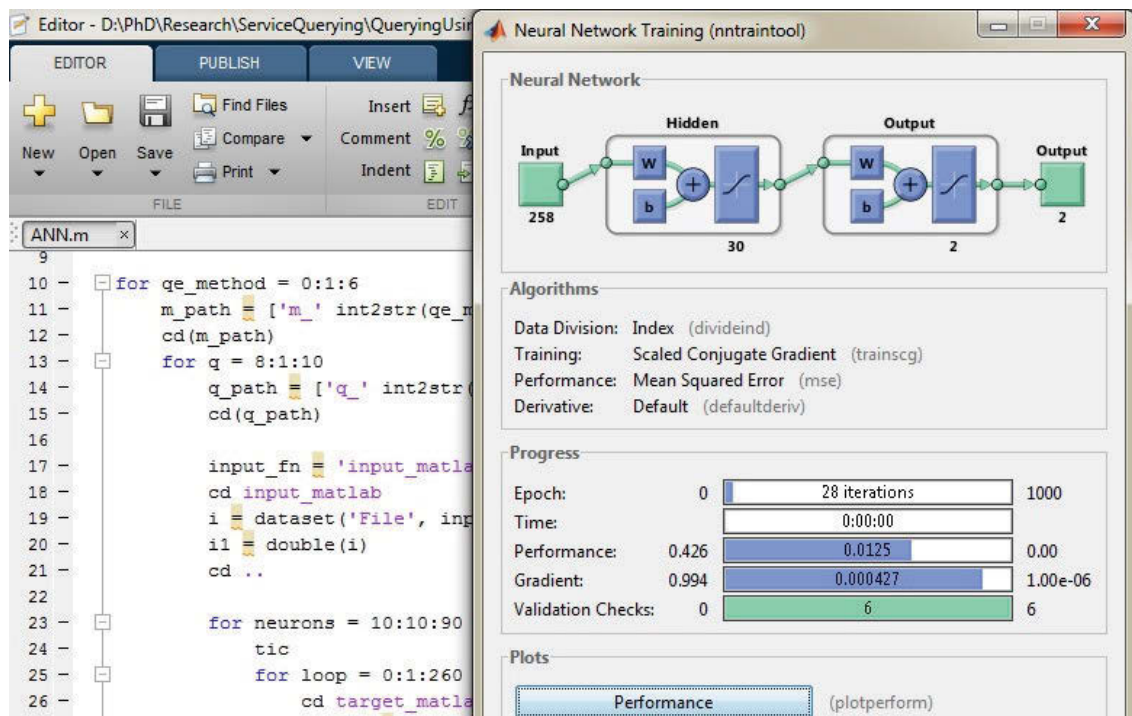 Editor - D:\PhD\Research\ServiceQuerying\QueryingUsin
EDITOR PUBLISH VIEW
New
Open
Save
Find Files
Compare
Print
FILE
Insert
Comment
Indent
EDIT
ANN.m ×
9
10 - for qe_method = 0:1:6
11 - m_path = ['m_' int2str(qe_m
12 - cd(m_path)
13 - for q = 8:1:10
14 - q_path = ['q_' int2str(
15 - cd(q_path)
16
17 - input_fn = 'input_matla
18 - cd input_matlab
19 - i = dataset('File', inp
20 - i1 = double(i)
21 - cd ..
22
23 - for neurons = 10:10:90
24 - tic
25 - for loop = 0:1:260
26 - cd target_matla
Neural Network Training (nntraintool)
Neural Network
Hidden Output
Input W b + W b + Output
258 30 2 2
Algorithms
Data Division: Index (divideind)
Training: Scaled Conjugate Gradient (trainscg)
Performance: Mean Squared Error (mse)
Derivative: Default (defaultderiv)
Progress
Epoch: 0 28 iterations 1000
Time: 0:00:00
Performance: 0.426 0.0125 0.00
Gradient: 0.994 0.000427 1.00e-06
Validation Checks: 0 6 6
Plots
Performance (plotperform)